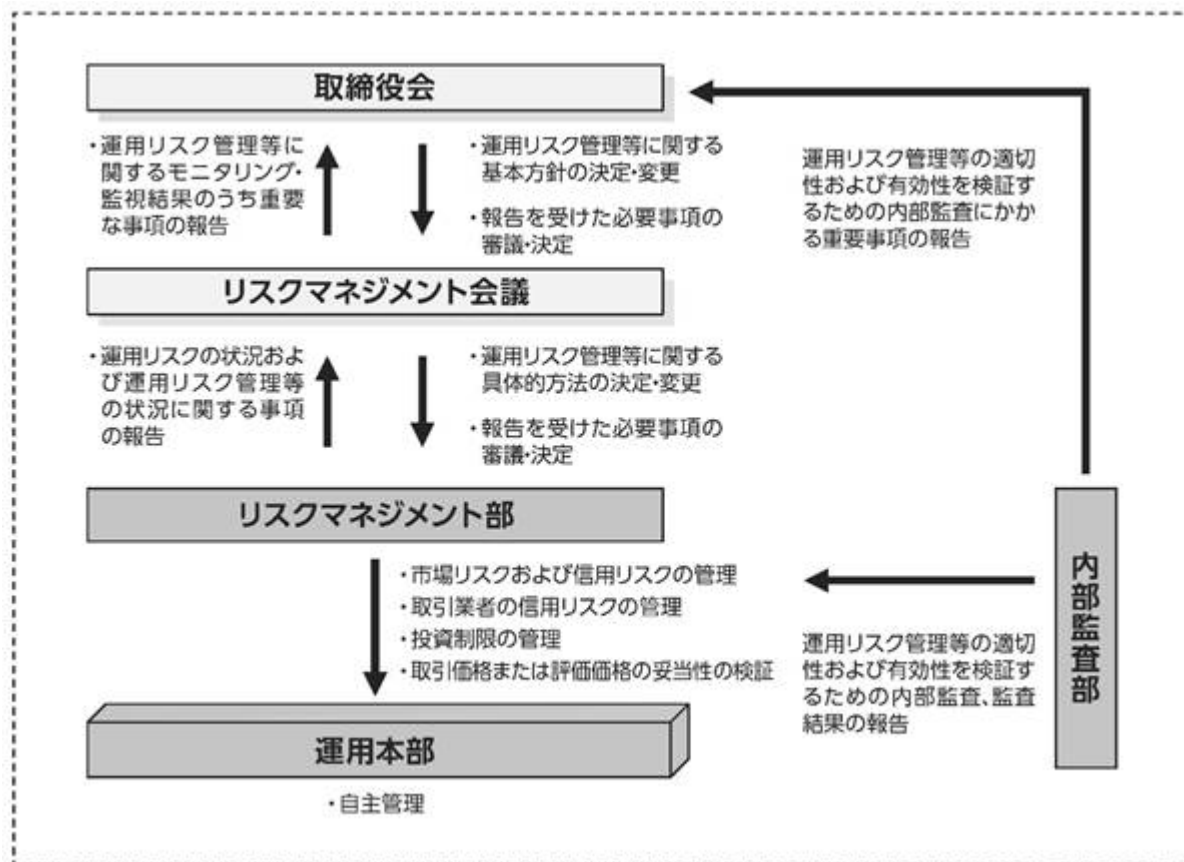 取締役会
・運用リスク管理等に
関するモニタリング・
監視結果のうち重要
な事項の報告
・運用リスク管理等に関する
基本方針の決定・変更
・報告を受けた必要事項の
審議・決定
運用リスク管理等の適切
性および有効性を検証す
るための内部監査にかか
る重要事項の報告
リスクマネジメント会議
・運用リスクの状況およ
び運用リスク管理等
の状況に関する事項
の報告
・運用リスク管理等に関する
具体的方法の決定・変更
・報告を受けた必要事項の
審議・決定
リスクマネジメント部
・市場リスクおよび信用リスクの管理
・取引業者の信用リスクの管理
・投資制限の管理
・取引価格または評価価格の妥当性の検証
内部監査部
運用リスク管理等の適切
性および有効性を検証す
るための内部監査、監査
結果の報告
運用本部
・自主管理